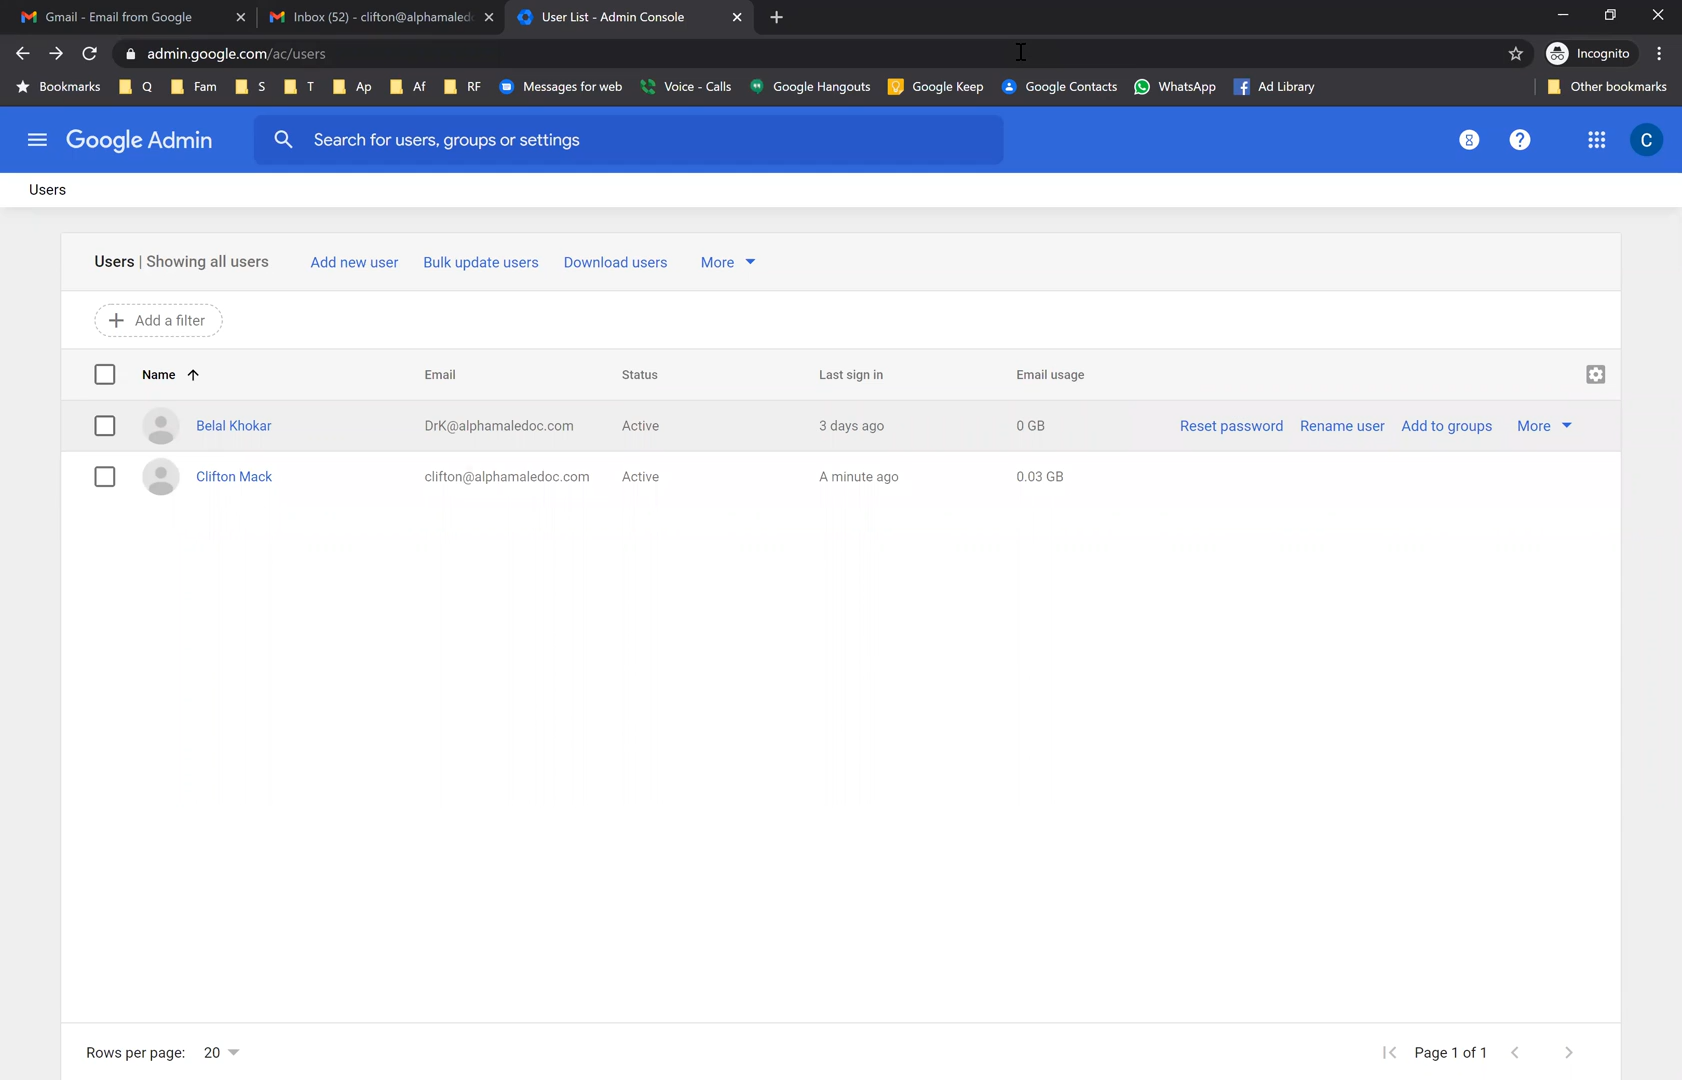 Gmail - Email from Google
Inbox (52) - clifton@alphamaled
User List - Admin Console
admin.google.com/ac/users
Incognito
Bookmarks
Q
Fam
S
T
Ap
Af
RF
Messages for web
Voice - Calls
Google Hangouts
Google Keep
Google Contacts
WhatsApp
Ad Library
Other bookmarks
Google Admin
Search for users, groups or settings
C
Users
Users | Showing all users
Add new user
Bulk update users
Download users
More
Add a filter
Name
Email
Status
Last sign in
Email usage
Belal Khokar
DrK@alphamaledoc.com
Active
3 days ago
0 GB
Reset password
Rename user
Add to groups
More
Clifton Mack
clifton@alphamaledoc.com
Active
A minute ago
0.03 GB
Rows per page: 20
Page 1 of 1